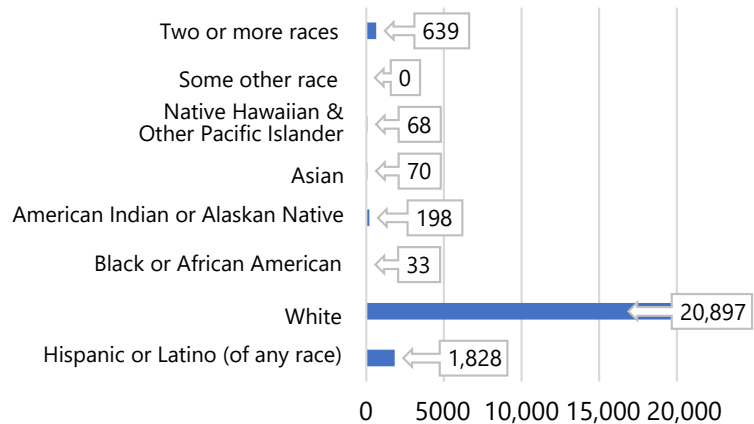 Two or more races
639
Some other race
0
Native Hawaiian &
Other Pacific Islander
68
Asian
70
American Indian or Alaskan Native
198
Black or African American
33
White
20,897
Hispanic or Latino (of any race)
1,828
0 5000 10,000 15,000 20,000